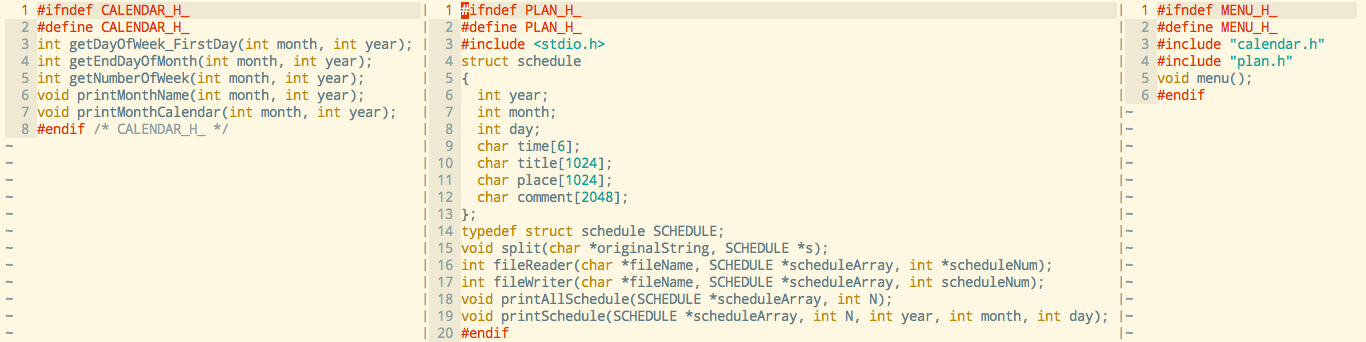 1 #ifndef CALENDAR_H_
2 #define CALENDAR_H_
3 int getDayOfWeek_FirstDay(int month, int year);
4 int getEndDayOfMonth(int month, int year);
5 int getNumberOfWeek(int month, int year);
6 void printMonthName(int month, int year);
7 void printMonthCalendar(int month, int year);
8 #endif /* CALENDAR_H_ */
~
~
~
~
~
~
~
~
~
~
~
~
1 #ifndef PLAN_H_
2 #define PLAN_H_
3 #include <stdio.h>
4 struct schedule
5 {
6   int year;
7   int month;
8   int day;
9   char time[6];
10   char title[1024];
11   char place[1024];
12   char comment[2048];
13 };
14 typedef struct schedule SCHEDULE;
15 void split(char *originalString, SCHEDULE *s);
16 int fileReader(char *fileName, SCHEDULE *scheduleArray, int *scheduleNum);
17 int fileWriter(char *fileName, SCHEDULE *scheduleArray, int scheduleNum);
18 void printAllSchedule(SCHEDULE *scheduleArray, int N);
19 void printSchedule(SCHEDULE *scheduleArray, int N, int year, int month, int day);
20 #endif
1 #ifndef MENU_H_
2 #define MENU_H_
3 #include "calendar.h"
4 #include "plan.h"
5 void menu();
6 #endif
~
~
~
~
~
~
~
~
~
~
~
~
~
~